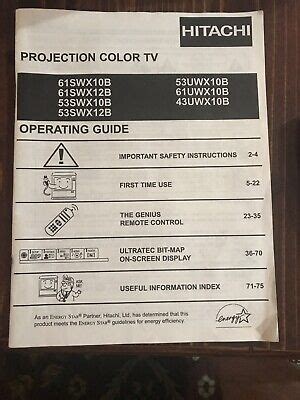 HITACHI
PROJECTION COLOR TV
61SWX10B 53UWX10B
61SWX12B 61UWX10B
53SWX10B 43UWX10B
53SWX12B
OPERATING GUIDE
IMPORTANT SAFETY INSTRUCTIONS 2-4
FIRST TIME USE 5-22
THE GENIUS
REMOTE CONTROL 23-35
ULTRATEC BIT-MAP
ON-SCREEN DISPLAY 36-70
ASK
ME!
USEFUL INFORMATION INDEX 71-75
As an ENERGY STAR® Partner, Hitachi, Ltd. has determined that this
product meets the ENERGY STAR® guidelines for energy efficiency.
energy